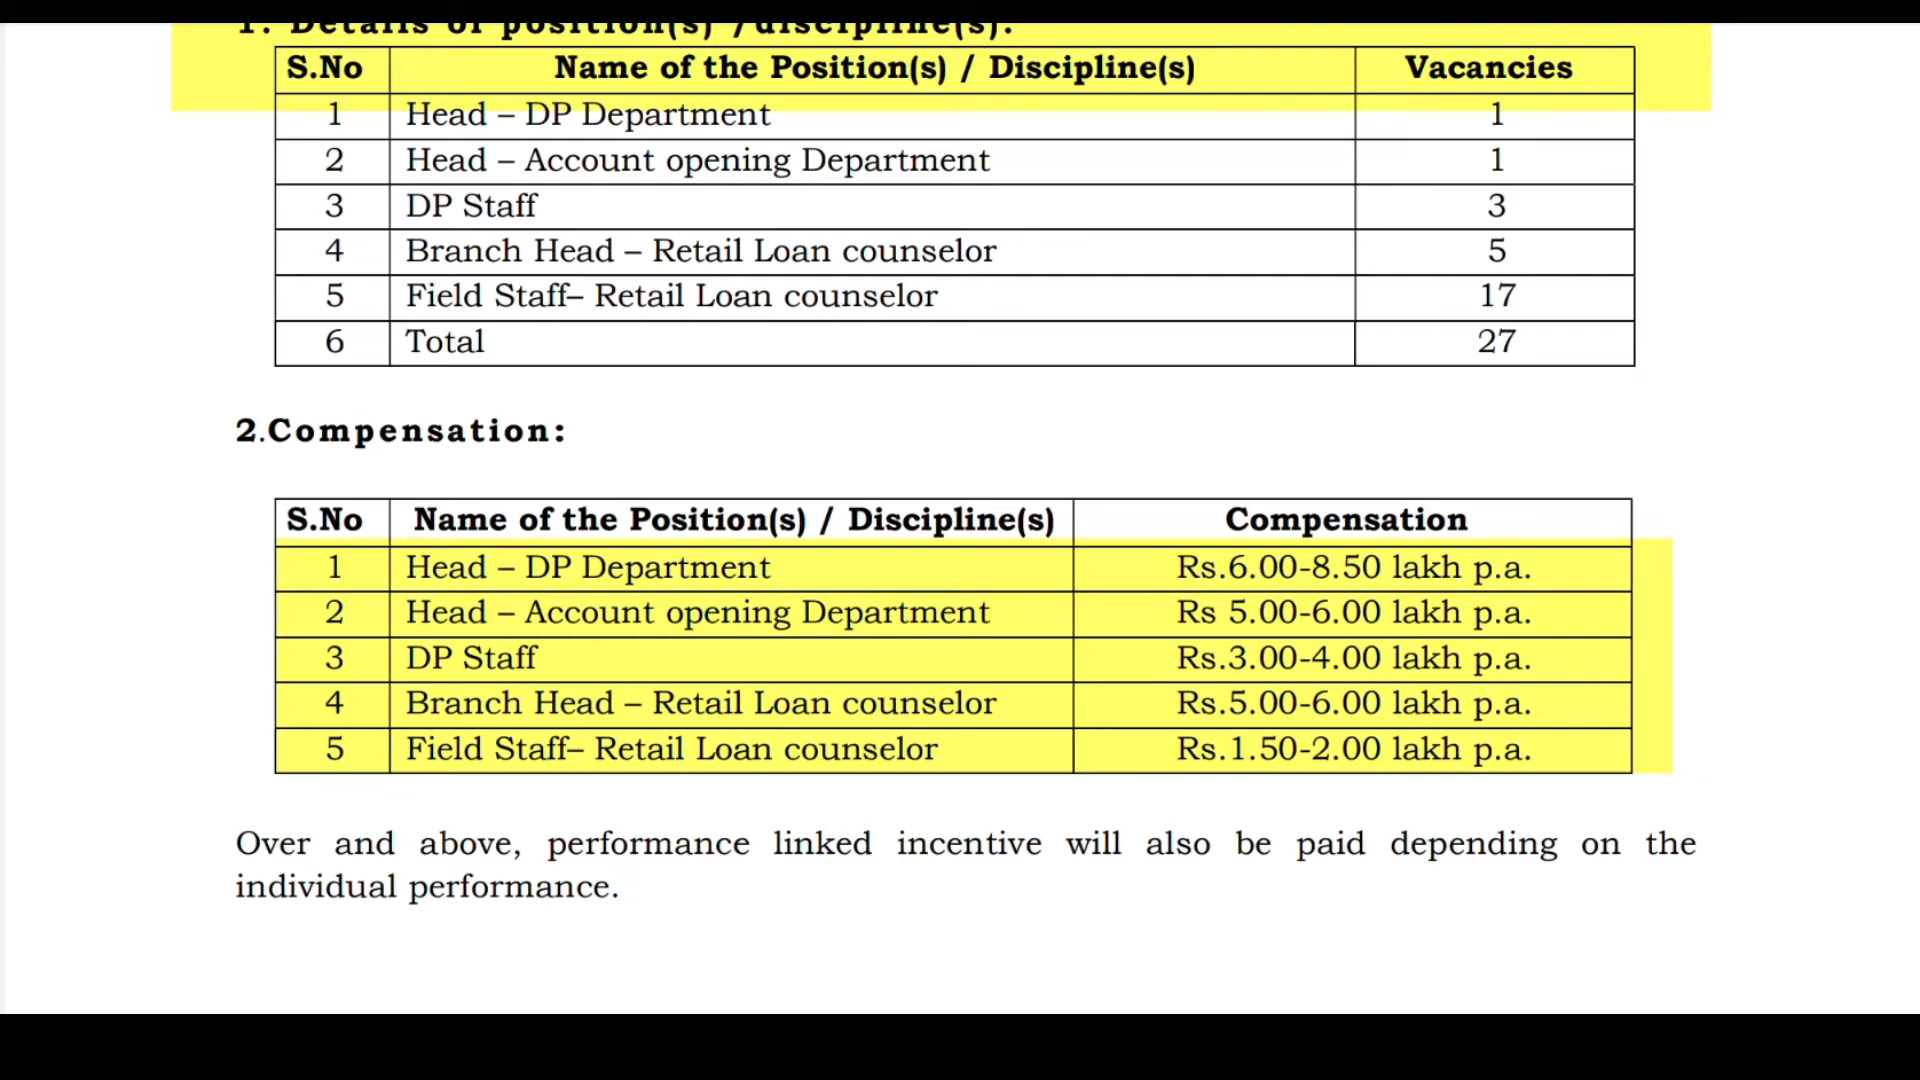 1. Details of position(s) /discipline(s):
S.No Name of the Position(s) / Discipline(s) Vacancies
1 Head – DP Department 1
2 Head – Account opening Department 1
3 DP Staff 3
4 Branch Head – Retail Loan counselor 5
5 Field Staff– Retail Loan counselor 17
6 Total 27
2.Compensation:
S.No Name of the Position(s) / Discipline(s) Compensation
1 Head – DP Department Rs.6.00-8.50 lakh p.a.
2 Head – Account opening Department Rs 5.00-6.00 lakh p.a.
3 DP Staff Rs.3.00-4.00 lakh p.a.
4 Branch Head – Retail Loan counselor Rs.5.00-6.00 lakh p.a.
5 Field Staff– Retail Loan counselor Rs.1.50-2.00 lakh p.a.
Over and above, performance linked incentive will also be paid depending on the
individual performance.